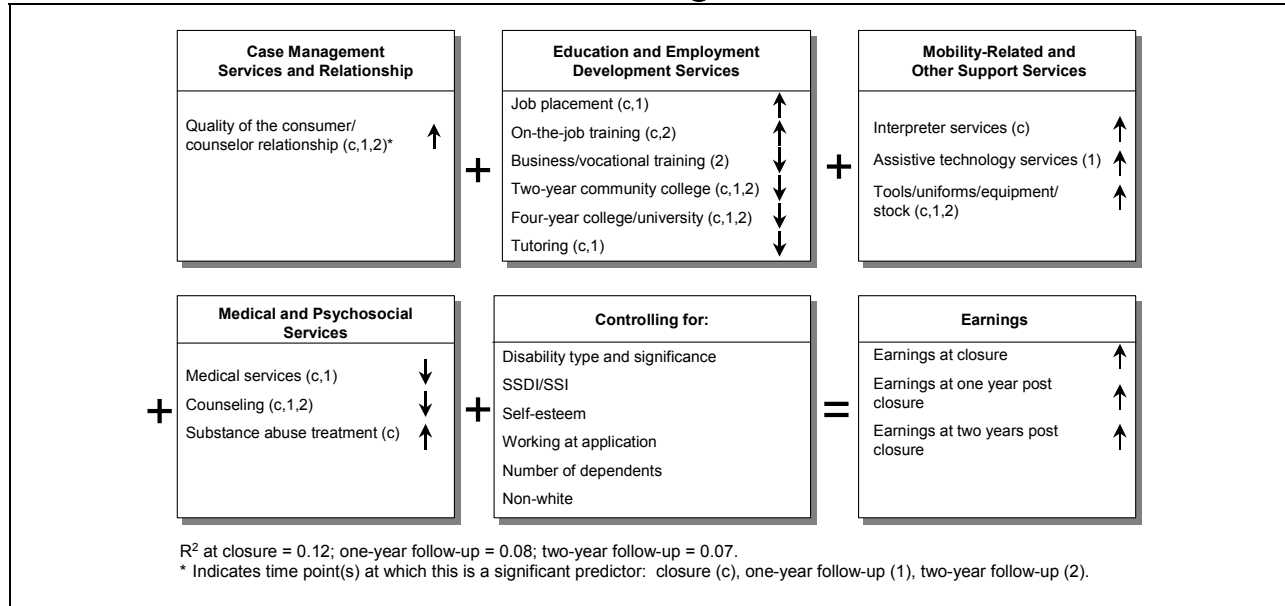 Case Management
Services and Relationship
Quality of the consumer/
counselor relationship (c,1,2)*
+
Education and Employment
Development Services
Job placement (c,1)
On-the-job training (c,2)
Business/vocational training (2)
Two-year community college (c,1,2)
Four-year college/university (c,1,2)
Tutoring (c,1)
+
Mobility-Related and
Other Support Services
Interpreter services (c)
Assistive technology services (1)
Tools/uniforms/equipment/
stock (c,1,2)
+
Medical and Psychosocial
Services
Medical services (c,1)
Counseling (c,1,2)
Substance abuse treatment (c)
+
Controlling for:
Disability type and significance
SSDI/SSI
Self-esteem
Working at application
Number of dependents
Non-white
=
Earnings
Earnings at closure
Earnings at one year post
closure
Earnings at two years post
closure
R² at closure = 0.12; one-year follow-up = 0.08; two-year follow-up = 0.07.
* Indicates time point(s) at which this is a significant predictor: closure (c), one-year follow-up (1), two-year follow-up (2).